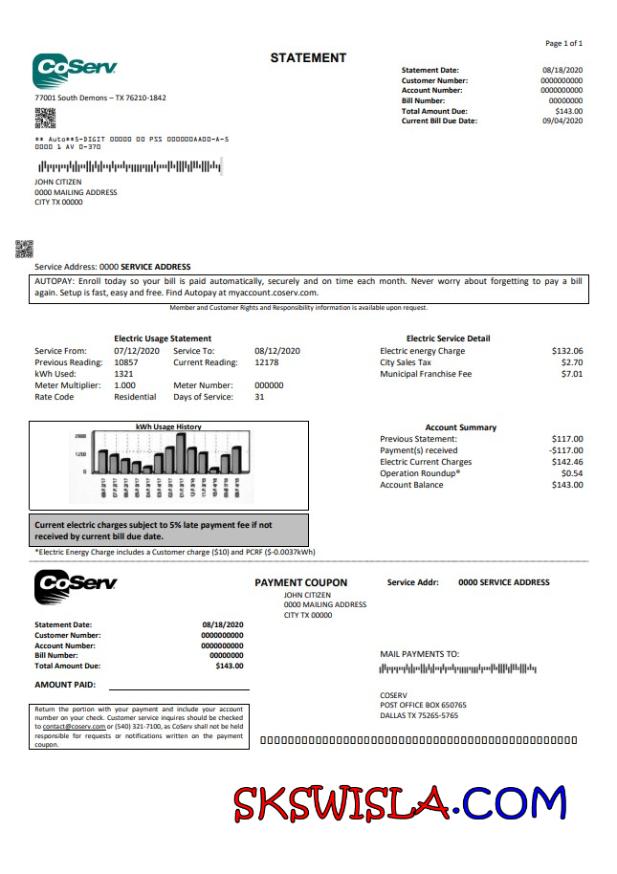 Page 1 of 1
STATEMENT
CoServ
Statement Date: 08/18/2020
Customer Number: 0000000000
Account Number: 0000000000
Bill Number: 00000000
Total Amount Due: $143.00
Current Bill Due Date: 09/04/2020
77001 South Demons – TX 76210-1842
** Auto**5-DIGIT 00000 00 PSS 000000AADD-A-5
0000 1 AV 0-370
JOHN CITIZEN
0000 MAILING ADDRESS
CITY TX 00000
Service Address: 0000 SERVICE ADDRESS
AUTOPAY: Enroll today so your bill is paid automatically, securely and on time each month. Never worry about forgetting to pay a bill
again. Setup is fast, easy and free. Find Autopay at myaccount.coserv.com.
Member and Customer Rights and Responsibility information is available upon request.
Electric Usage Statement
Service From: 07/12/2020 Service To: 08/12/2020
Previous Reading: 10857 Current Reading: 12178
kWh Used: 1321
Meter Multiplier: 1.000 Meter Number: 000000
Rate Code Residential Days of Service: 31
Electric Service Detail
Electric energy Charge $132.06
City Sales Tax $2.70
Municipal Franchise Fee $7.01
kWh Usage History
1200
0
Account Summary
Previous Statement: $117.00
Payment(s) received -$117.00
Electric Current Charges $142.46
Operation Roundup* $0.54
Account Balance $143.00
Current electric charges subject to 5% late payment fee if not
received by current bill due date.
*Electric Energy Charge includes a Customer charge ($10) and PCRF ($-0.0037kWh)
CoServ
PAYMENT COUPON
Service Addr: 0000 SERVICE ADDRESS
JOHN CITIZEN
0000 MAILING ADDRESS
CITY TX 00000
Statement Date: 08/18/2020
Customer Number: 0000000000
Account Number: 0000000000
Bill Number: 00000000
Total Amount Due: $143.00
AMOUNT PAID:
MAIL PAYMENTS TO:
COSERV
POST OFFICE BOX 650765
DALLAS TX 75265-5765
Return the portion with your payment and include your account
number on your check. Customer service inquires should be checked
to contact@coserv.com or (540) 321-7100, as CoServ shall not be held
responsible for requests or notifications written on the payment
coupon.
SKSWISLA.COM